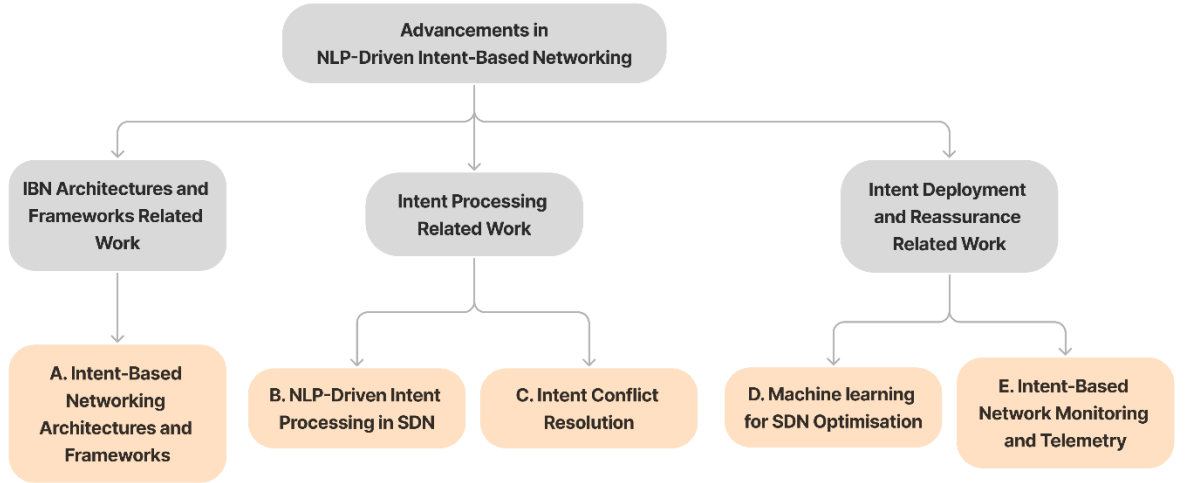 Advancements in
NLP-Driven Intent-Based Networking
IBN Architectures and
Frameworks Related
Work
Intent Processing
Related Work
Intent Deployment
and Reassurance
Related Work
A. Intent-Based
Networking
Architectures and
Frameworks
B. NLP-Driven Intent
Processing in SDN
C. Intent Conflict
Resolution
D. Machine learning
for SDN Optimisation
E. Intent-Based
Network Monitoring
and Telemetry